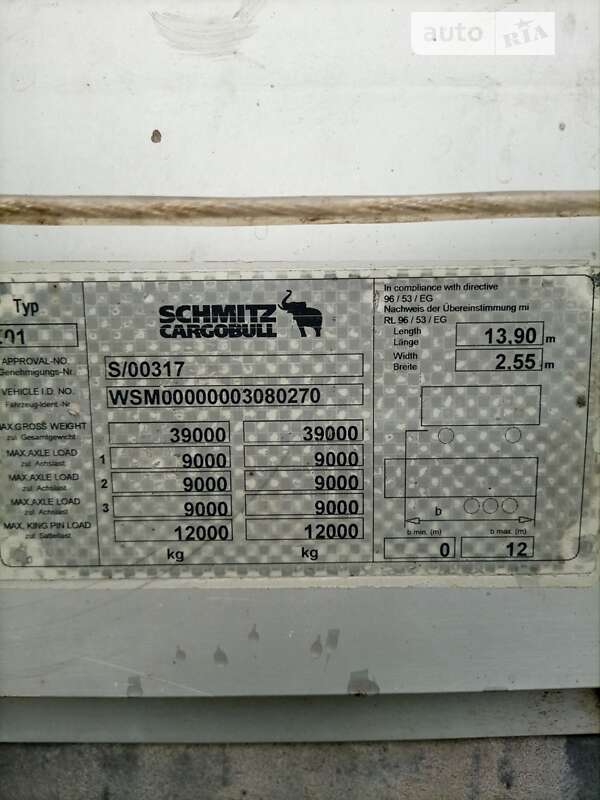 auto RIA
Typ
.01
SCHMITZ
CARGOBULL
APPROVAL-NO.
Genehmigungs-Nr.
S/00317
VEHICLE I.D. NO.
Fahrzeug-Ident.-Nr
WSM00000003080270
MAX.GROSS WEIGHT
zul. Gesamtgewicht
39000 39000
MAX.AXLE LOAD
zul. Achslast
1 9000 9000
MAX.AXLE LOAD
zul. Achslast
2 9000 9000
MAX.AXLE LOAD
zul. Achslast
3 9000 9000
MAX. KING PIN LOAD
zul. Sattellast
12000 12000
kg kg
In compliance with directive
96 / 53 / EG
Nachweis der Übereinstimmung mi
RL 96 / 53 / EG
Length
Länge
13.90 m
Width
Breite
2.55 m
b
b min. (m) b max. (m)
0 12